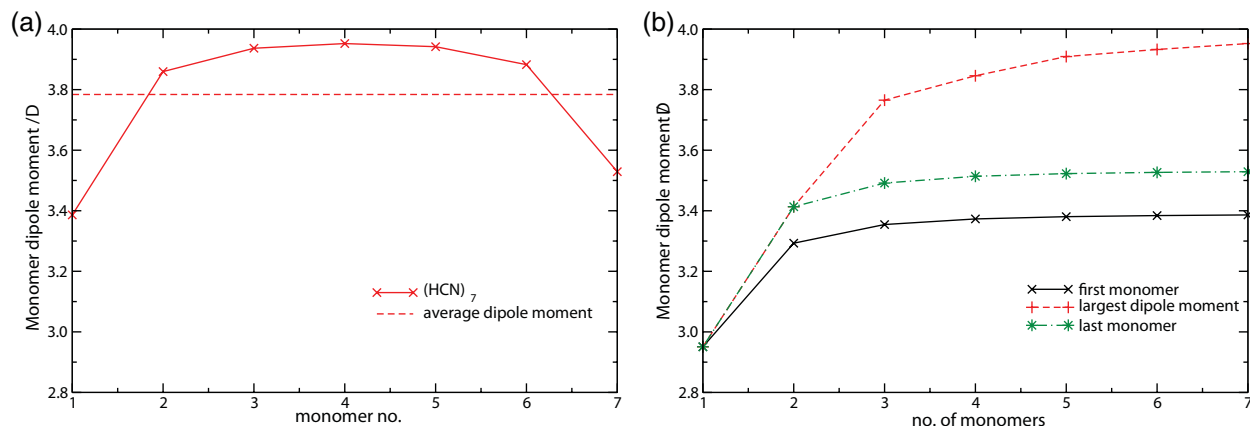 (a)
Monomer dipole moment /D
4.0
3.8
3.6
3.4
3.2
3.0
2.8
(HCN) 7
average dipole moment
1 2 3 4 5 6 7
monomer no.
(b)
Monomer dipole moment/D
4.0
3.8
3.6
3.4
3.2
3.0
2.8
first monomer
largest dipole moment
last monomer
1 2 3 4 5 6 7
no. of monomers